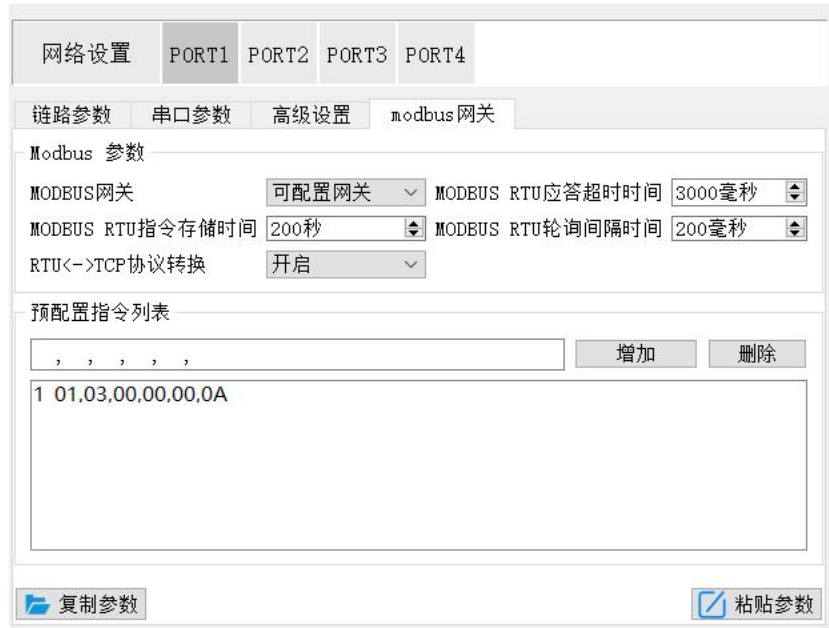 网络设置 PORT1 PORT2 PORT3 PORT4
链路参数 串口参数 高级设置 modbus网关
Modbus 参数
MODBUS网关 可配置网关 MODBUS RTU应答超时时间 3000毫秒
MODBUS RTU指令存储时间 200秒 MODBUS RTU轮询间隔时间 200毫秒
RTU<->TCP协议转换 开启
预配置指令列表
, , , , , 增加 删除
1 01,03,00,00,00,0A
复制参数 粘贴参数